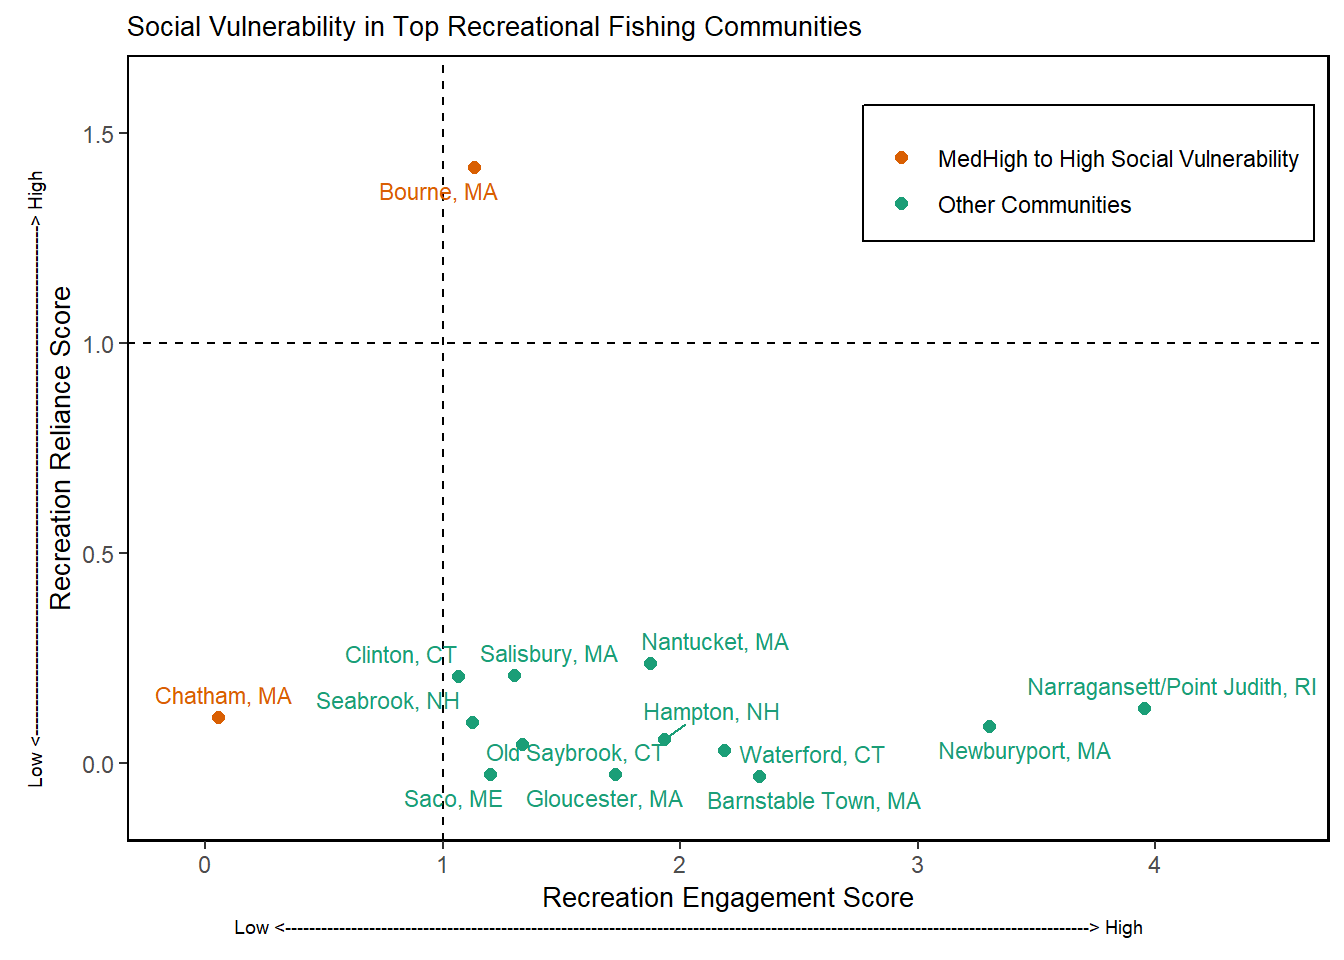 Social Vulnerability in Top Recreational Fishing Communities
1.5
1.0
0.5
0.0
Low <--------------------------------------------------------------------------------------> High
Recreation Reliance Score
MedHigh to High Social Vulnerability
Other Communities
Bourne, MA
Nantucket, MA
Clinton, CT
Salisbury, MA
Narragansett/Point Judith, RI
Chatham, MA
Seabrook, NH
Hampton, NH
Old Saybrook, CT
Waterford, CT
Newburyport, MA
Saco, ME
Gloucester, MA
Barnstable Town, MA
0
1
2
3
4
Recreation Engagement Score
Low <--------------------------------------------------------------------------------------------------------------------------------------> High